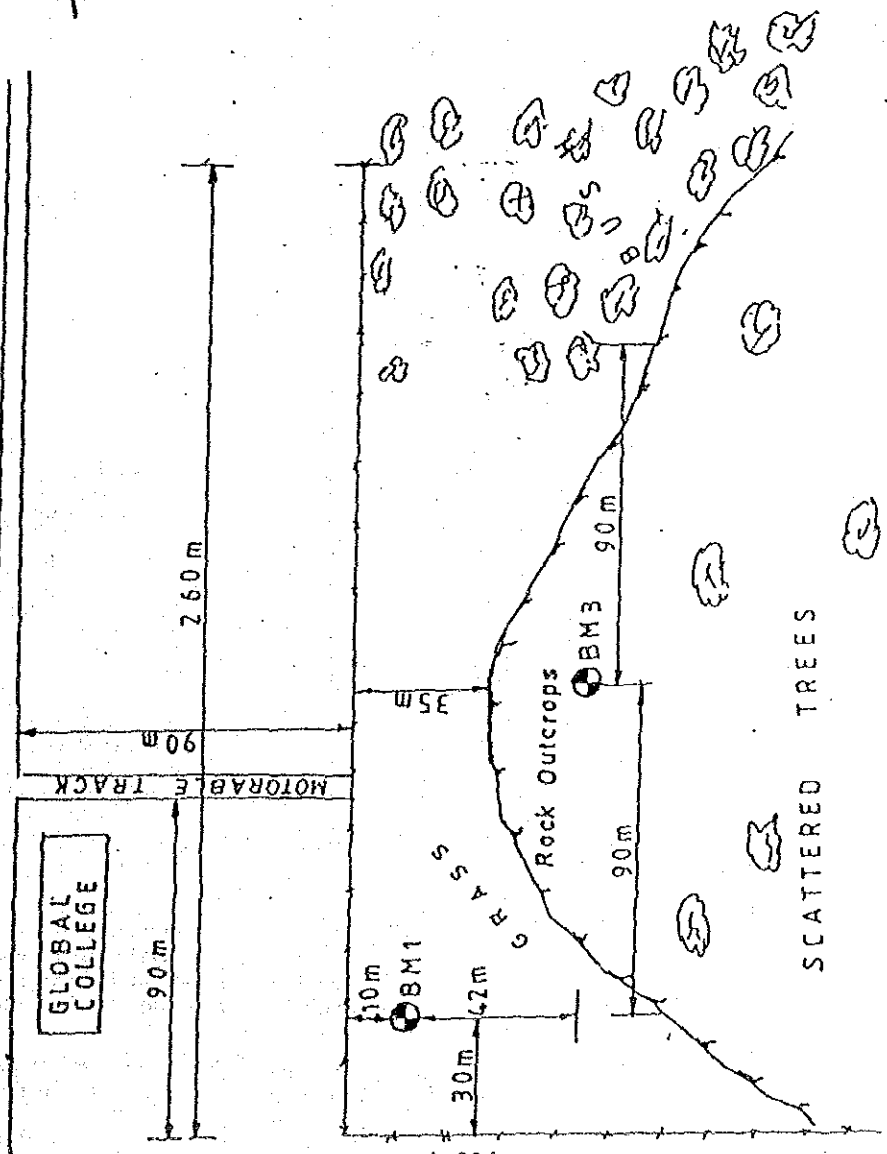 GLOBAL
COLLEGE
90m
260m
90m
MOTORABLE TRACK
35m
10m
BM1
42m
30m
GRASS
Rock Outcrops
BM3
90m
90m
BUSH
SCATTERED TREES